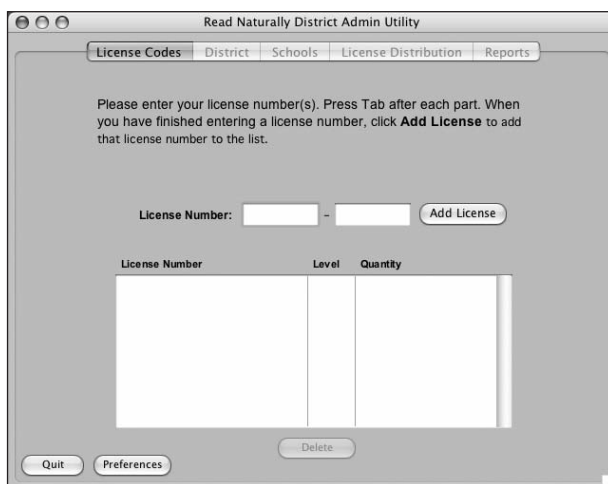 Read Naturally District Admin Utility
License Codes District Schools License Distribution Reports
Please enter your license number(s). Press Tab after each part. When
you have finished entering a license number, click Add License to add
that license number to the list.
License Number: - Add License
License Number Level Quantity
Delete
Quit Preferences